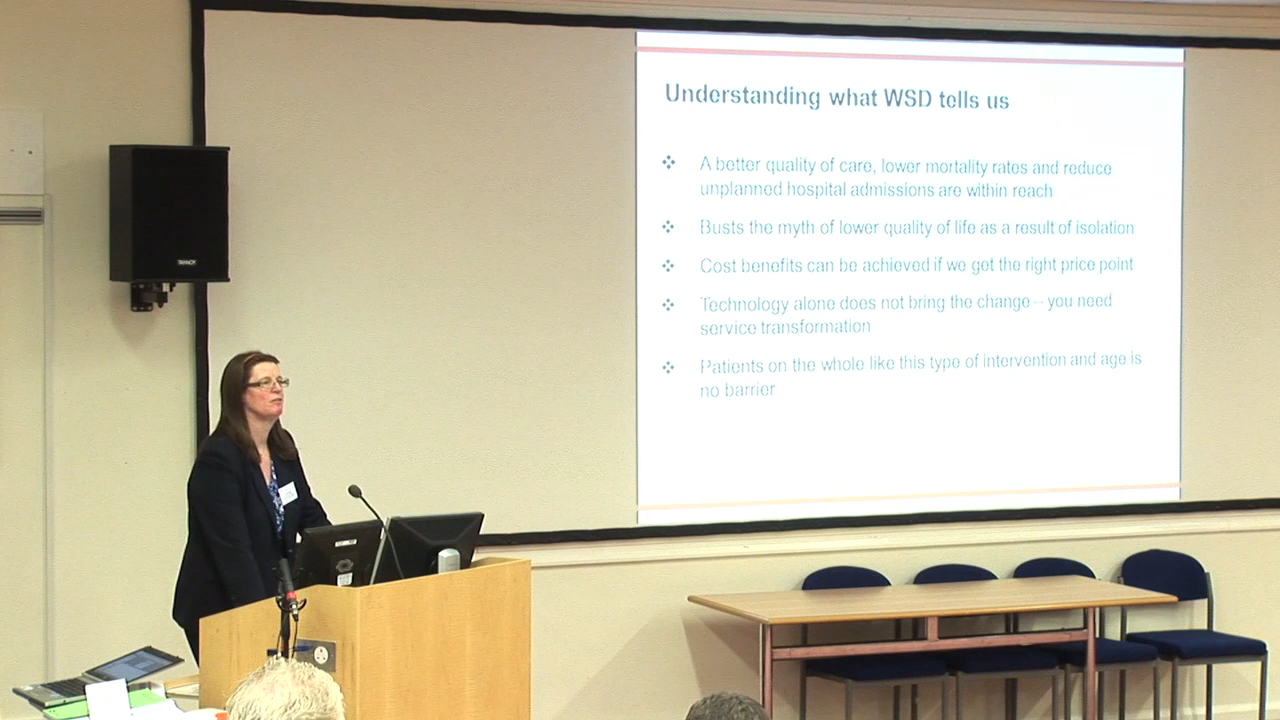 Understanding what WSD tells us
A better quality of care, lower mortality rates and reduce
unplanned hospital admissions are within reach
Busts the myth of lower quality of life as a result of isolation
Cost benefits can be achieved if we get the right price point
Technology alone does not bring the change – you need
service transformation
Patients on the whole like this type of intervention and age is
no barrier
TANNOY